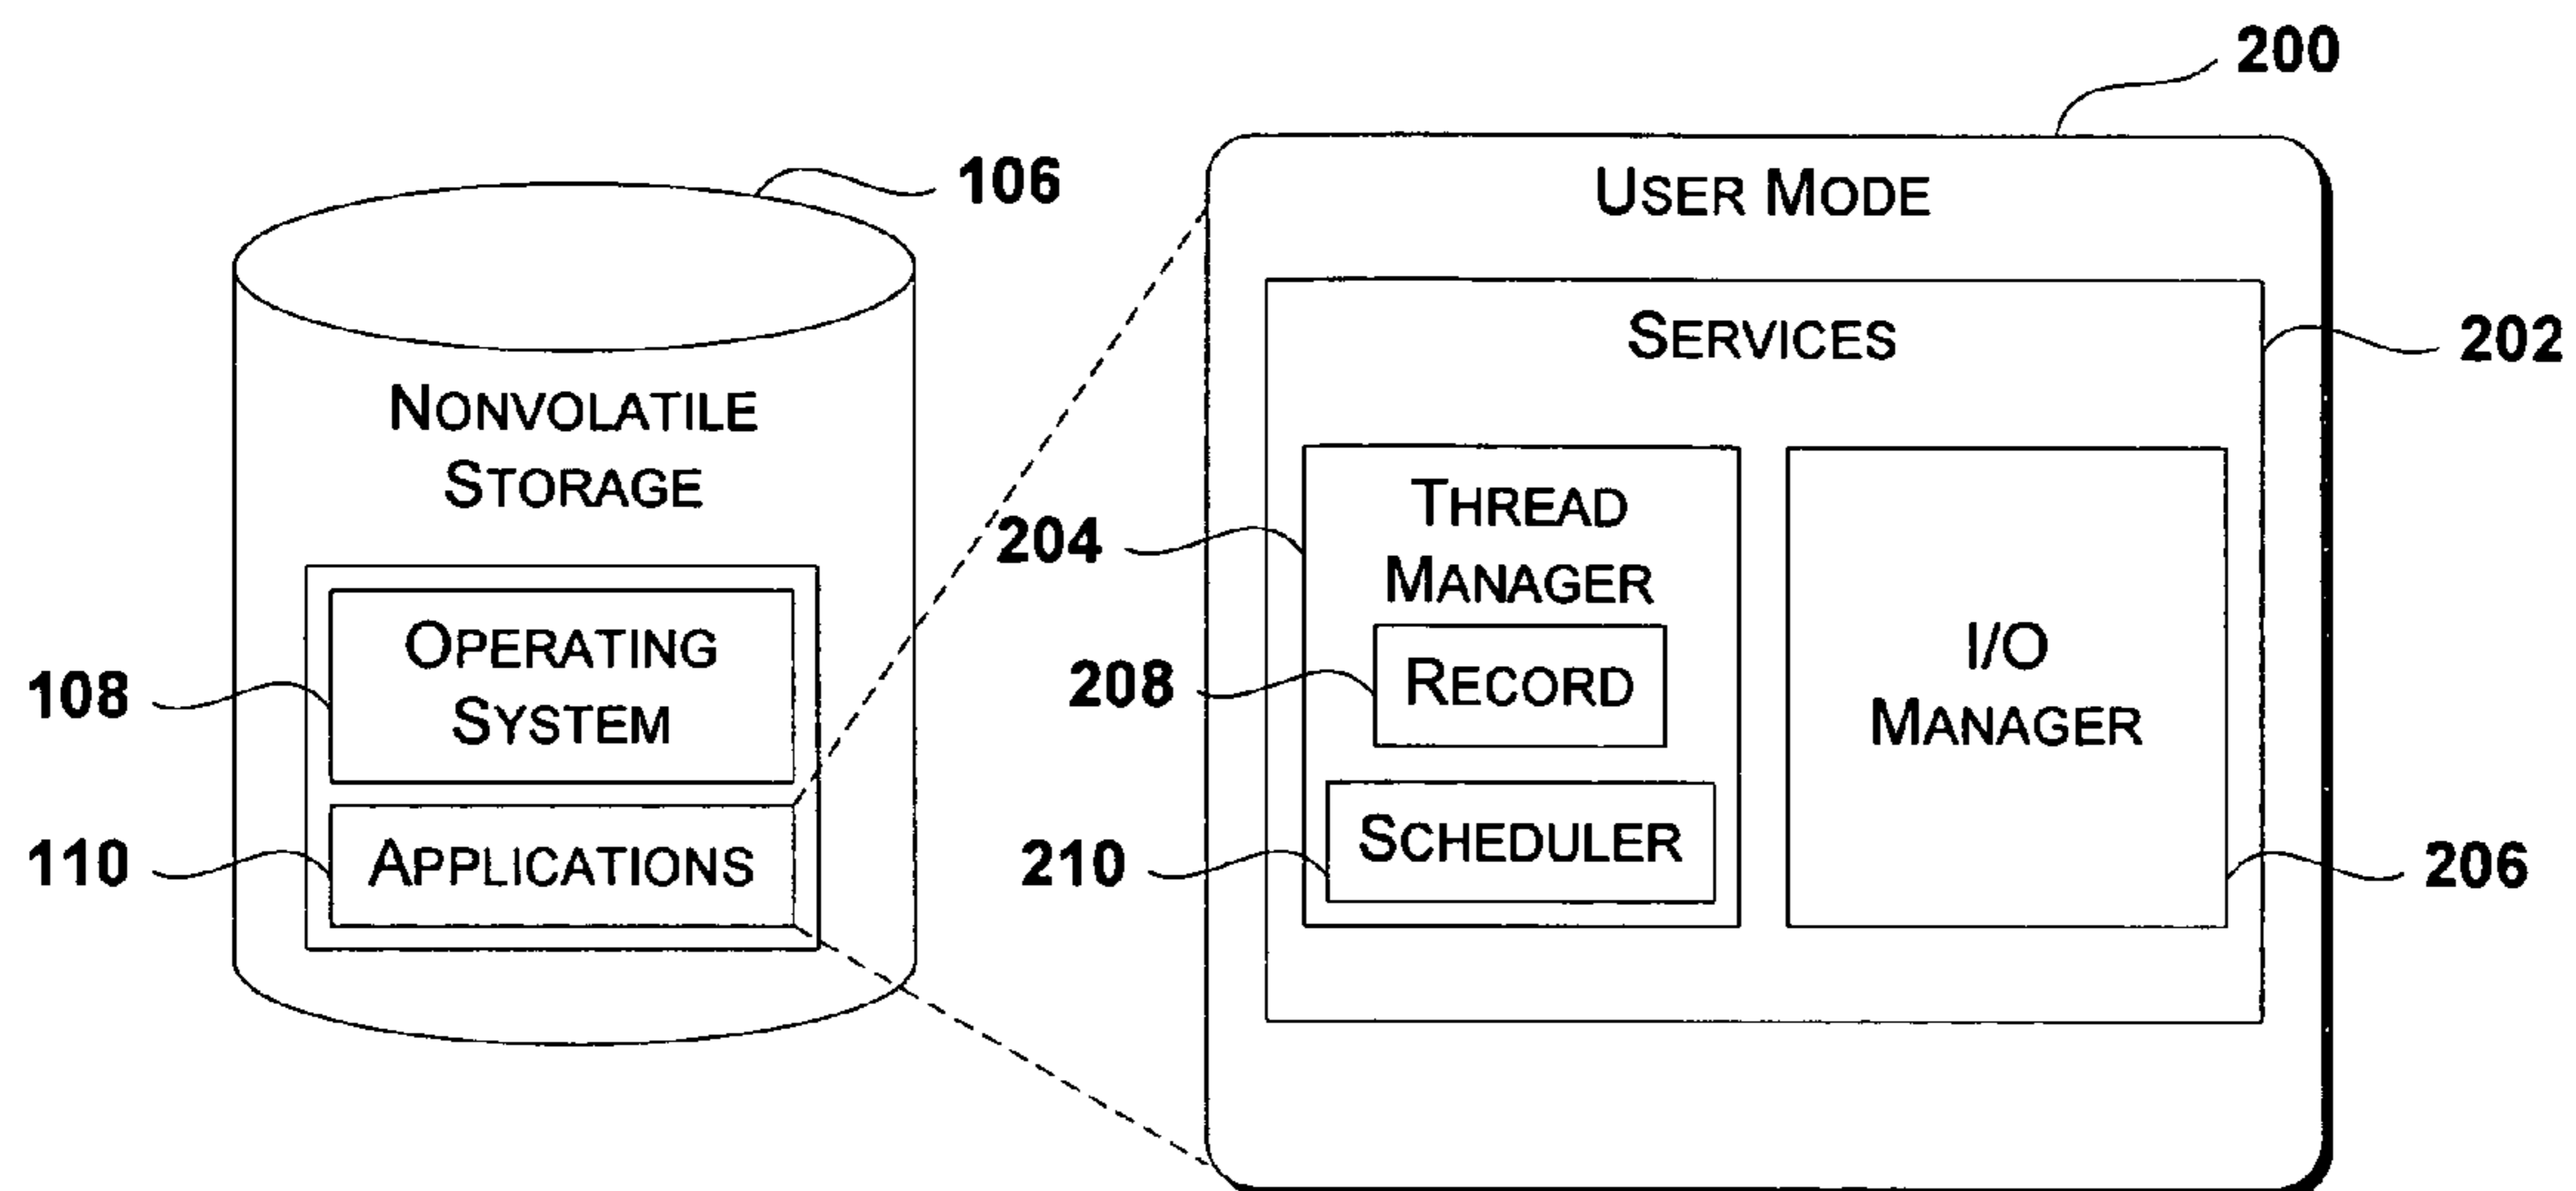 200
106
USER MODE
SERVICES
202
NONVOLATILE
STORAGE
THREAD
MANAGER
204
I/O
MANAGER
OPERATING
SYSTEM
108
RECORD
208
APPLICATIONS
110
SCHEDULER
210
206